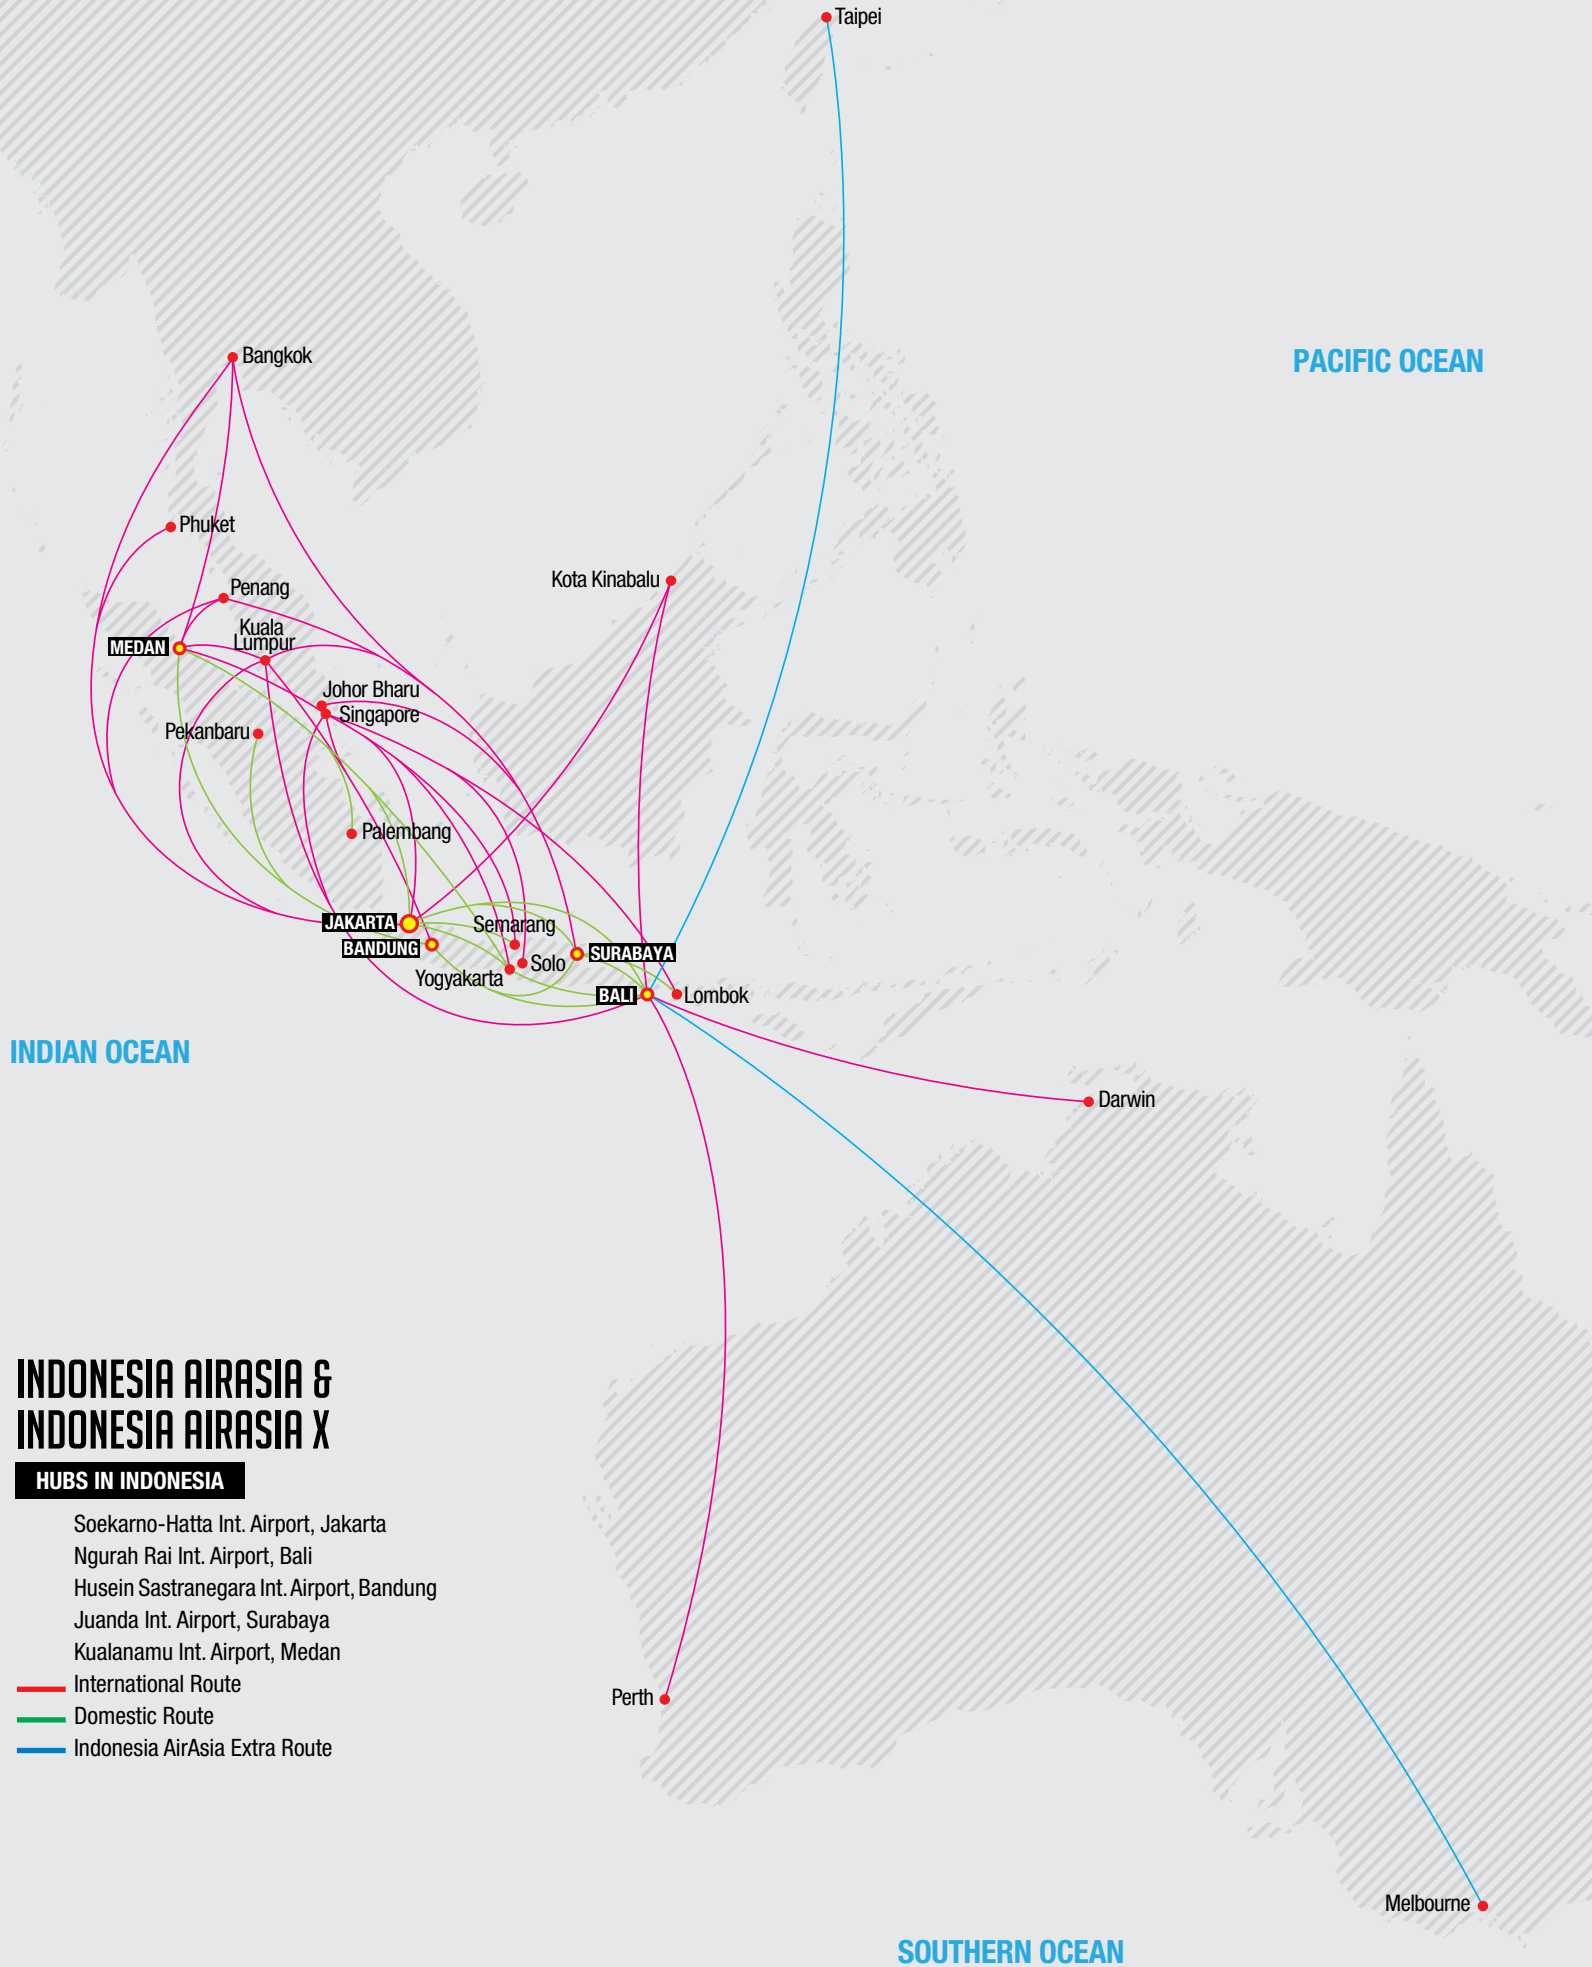 Taipei
PACIFIC OCEAN
Bangkok
Phuket
Kota Kinabalu
Penang
Kuala
Lumpur
MEDAN
Johor Bharu
Singapore
Pekanbaru
Palembang
JAKARTA
Semarang
BANDUNG
SURABAYA
Solo
Yogyakarta
BALI
Lombok
INDIAN OCEAN
Darwin
INDONESIA AIRASIA &
INDONESIA AIRASIA X
HUBS IN INDONESIA
Soekarno-Hatta Int. Airport, Jakarta
Ngurah Rai Int. Airport, Bali
Husein Sastranegara Int. Airport, Bandung
Juanda Int. Airport, Surabaya
Kualanamu Int. Airport, Medan
International Route
Domestic Route
Indonesia AirAsia Extra Route
Perth
Melbourne
SOUTHERN OCEAN